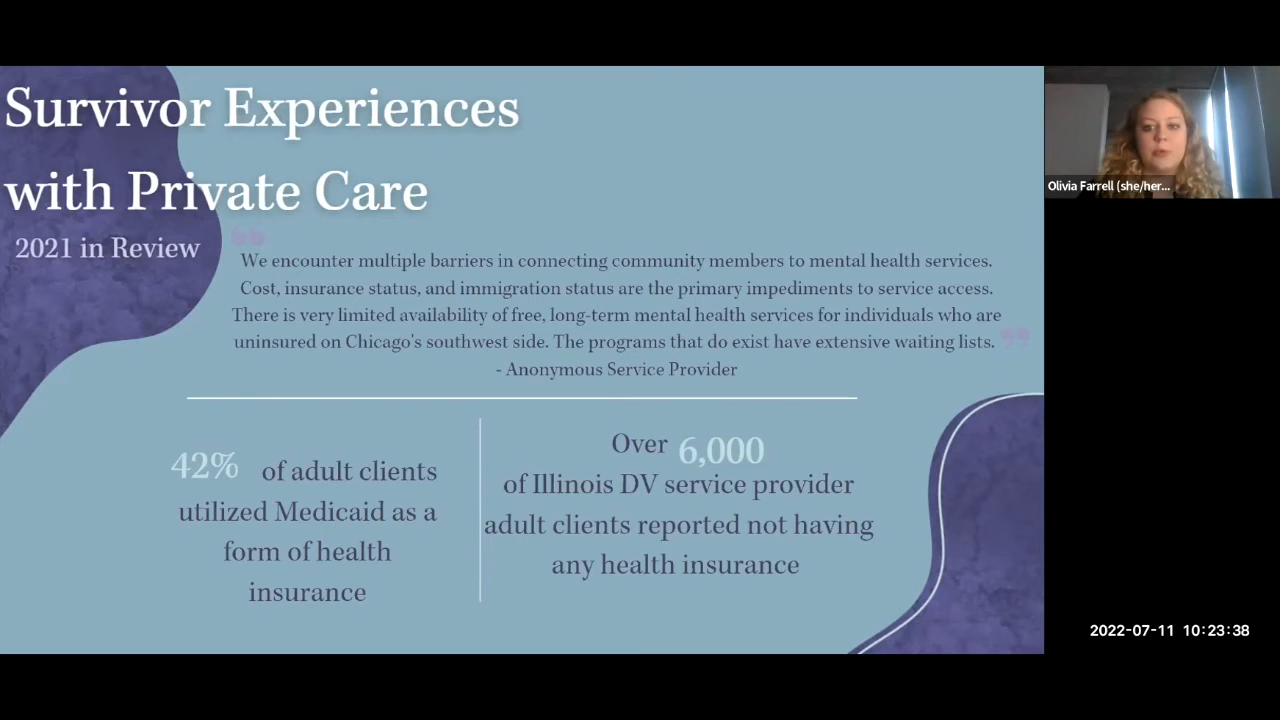 Survivor Experiences
with Private Care
2021 in Review
“
We encounter multiple barriers in connecting community members to mental health services.
Cost, insurance status, and immigration status are the primary impediments to service access.
There is very limited availability of free, long-term mental health services for individuals who are
uninsured on Chicago's southwest side. The programs that do exist have extensive waiting lists.
”
- Anonymous Service Provider
42% of adult clients
utilized Medicaid as a
form of health
insurance
Over 6,000
of Illinois DV service provider
adult clients reported not having
any health insurance
Olivia Farrell (she/her...
2022-07-11 10:23:38